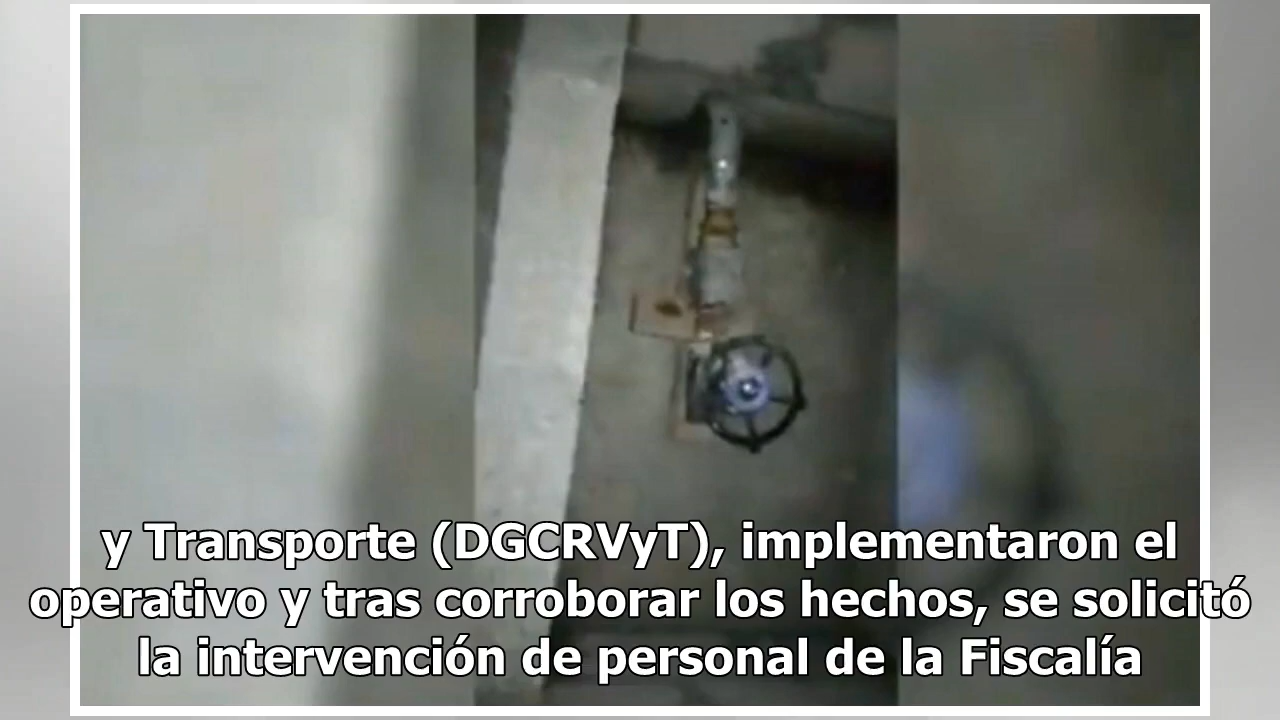 y Transporte (DGCRVyT), implementaron el
operativo y tras corroborar los hechos, se solicitó
la intervención de personal de la Fiscalía